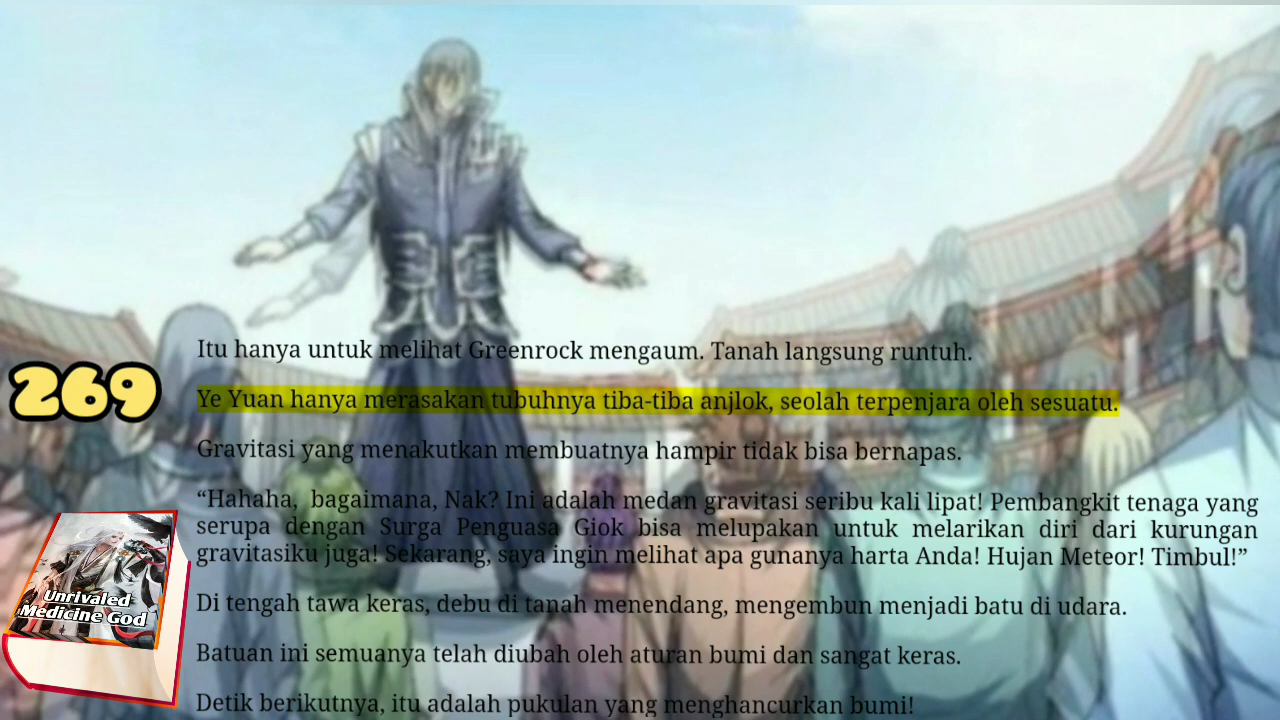 Itu hanya untuk melihat Greenrock mengaum. Tanah langsung runtuh.
269
Ye Yuan hanya merasakan tubuhnya tiba-tiba anjlok, seolah terpenjara oleh sesuatu.
Gravitasi yang menakutkan membuatnya hampir tidak bisa bernapas.
“Hahaha, bagaimana, Nak? Ini adalah medan gravitasi seribu kali lipat! Pembangkit tenaga yang
serupa dengan Surga Penguasa Giok bisa melupakan untuk melarikan diri dari kurungan
gravitasiku juga! Sekarang, saya ingin melihat apa gunanya harta Anda! Hujan Meteor! Timbul!”
Unrivaled
Medicine God
Di tengah tawa keras, debu di tanah menendang, mengembun menjadi batu di udara.
Batuan ini semuanya telah diubah oleh aturan bumi dan sangat keras.
Detik berikutnya, itu adalah pukulan yang menghancurkan bumi!